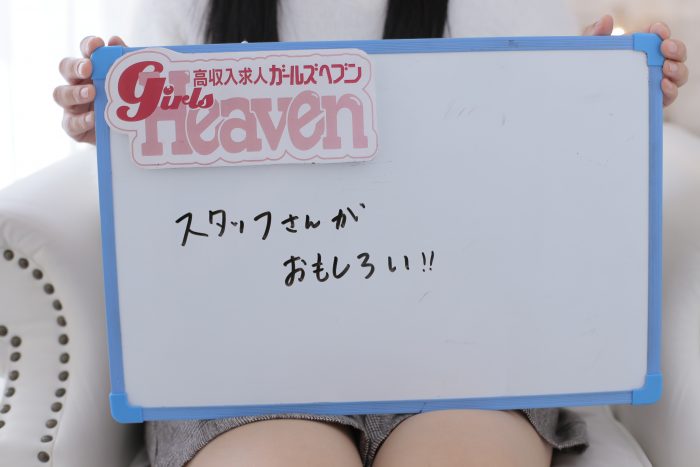 高収入求人ガールズヘブン
Girls
Heaven
スタッフさんが
おもしろい!!